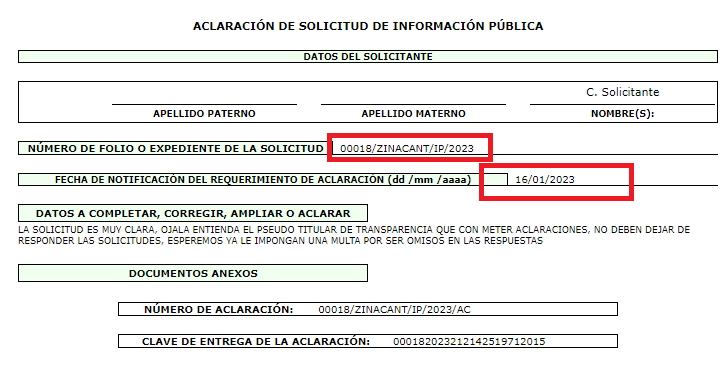 ACLARACIÓN DE SOLICITUD DE INFORMACIÓN PÚBLICA
DATOS DEL SOLICITANTE
C. Solicitante
APELLIDO PATERNO APELLIDO MATERNO NOMBRE(S):
NÚMERO DE FOLIO O EXPEDIENTE DE LA SOLICITUD 00018/ZINACANT/IP/2023
FECHA DE NOTIFICACIÓN DEL REQUERIMIENTO DE ACLARACIÓN (dd /mm /aaaa) 16/01/2023
DATOS A COMPLETAR, CORREGIR, AMPLIAR O ACLARAR
LA SOLICITUD ES MUY CLARA, OJALA ENTIENDA EL PSEUDO TITULAR DE TRANSPARENCIA QUE CON METER ACLARACIONES, NO DEBEN DEJAR DE
RESPONDER LAS SOLICITUDES, ESPEREMOS YA LE IMPONGAN UNA MULTA POR SER OMISOS EN LAS RESPUESTAS
DOCUMENTOS ANEXOS
NÚMERO DE ACLARACIÓN: 00018/ZINACANT/IP/2023/AC
CLAVE DE ENTREGA DE LA ACLARACIÓN: 000182023212142519712015